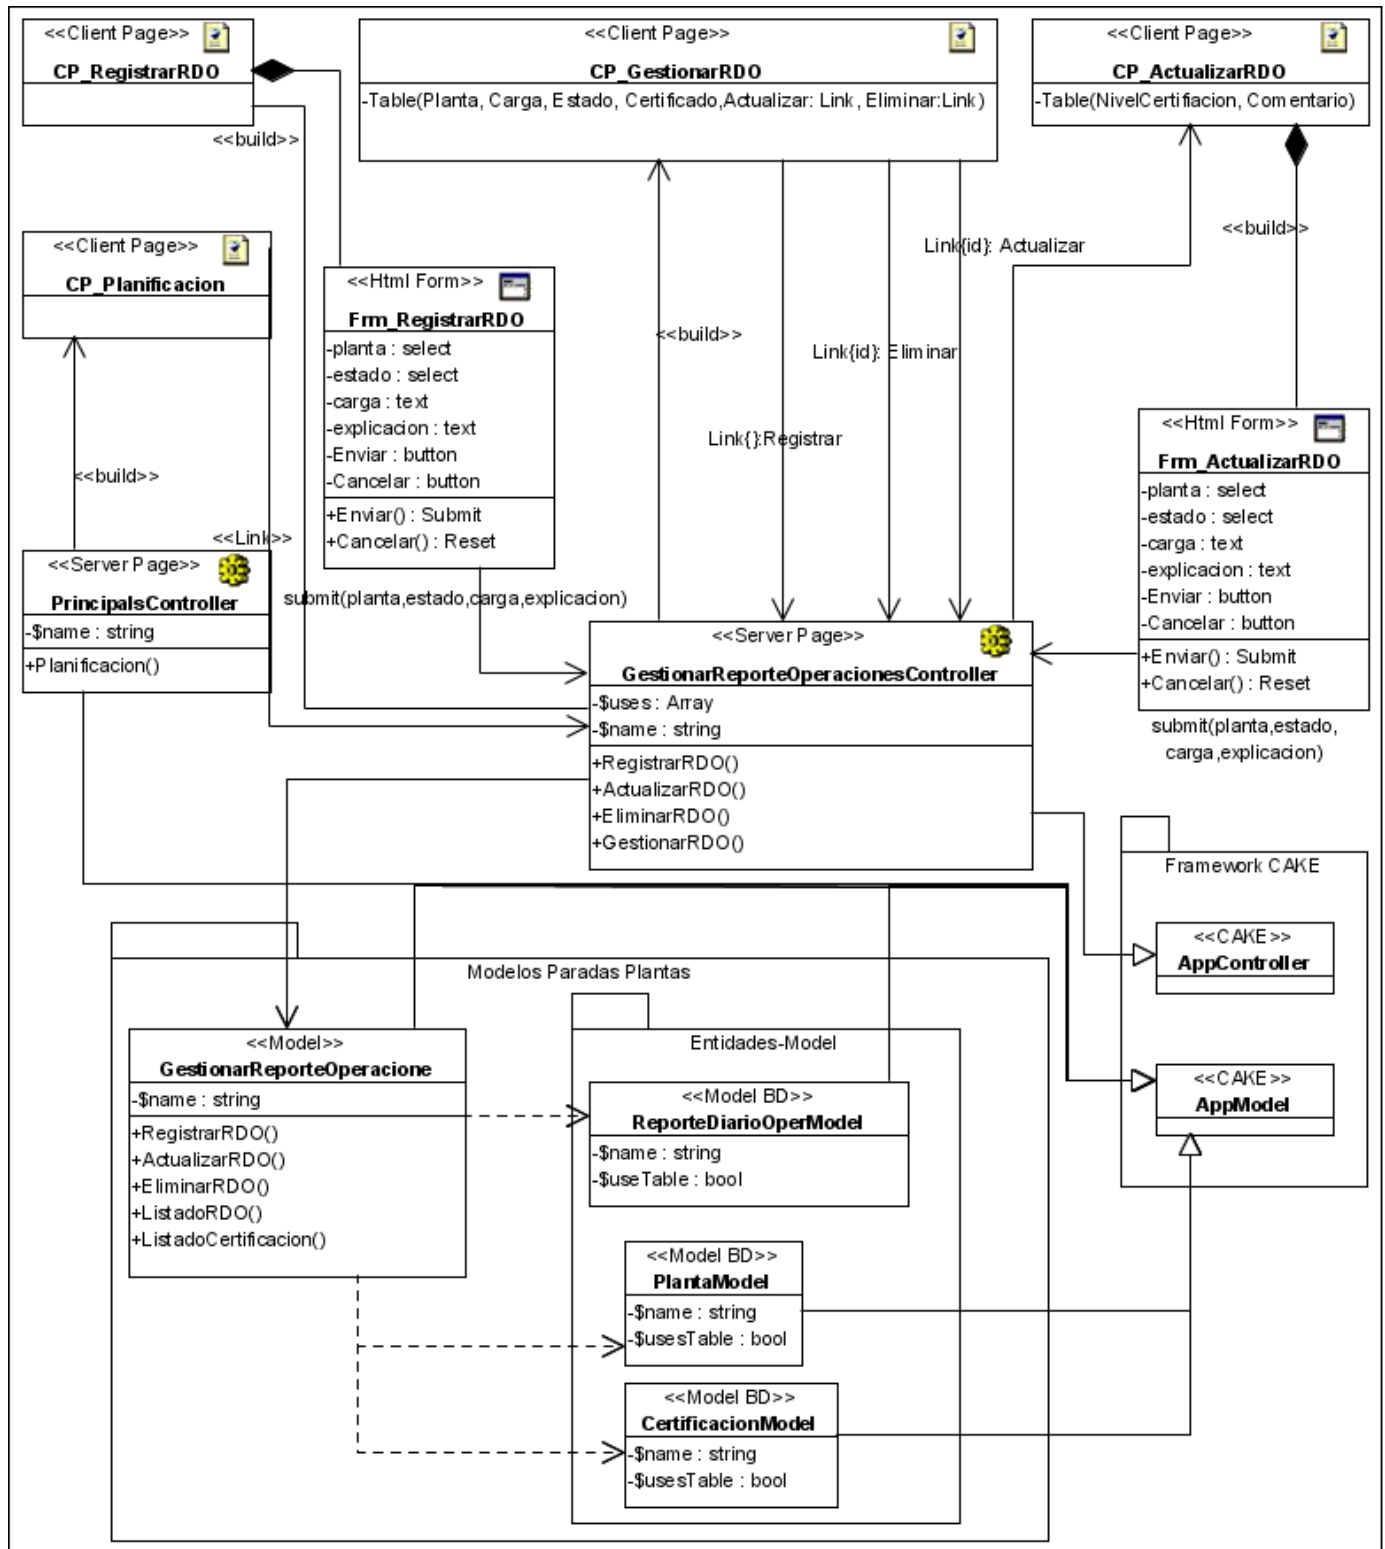 <<Client Page>>
CP_RegistrarRDO
<<Client Page>>
CP_GestionarRDO
-Table(Planta, Carga, Estado, Certificado,Actualizar: Link, Eliminar:Link)
<<Client Page>>
CP_ActualizarRDO
-Table(NivelCertifiacion, Comentario)
<<build>>
<<Client Page>>
CP_Planificacion
<<Html Form>>
Frm_RegistrarRDO
-planta : select
-estado : select
-carga : text
-explicacion : text
-Enviar : button
-Cancelar : button
+Enviar() : Submit
+Cancelar() : Reset
<<build>>
Link{id}: Actualizar
<<build>>
Link{id}: Eliminar
Link{}:Registrar
<<build>>
<<Link>>
<<Html Form>>
Frm_ActualizarRDO
-planta : select
-estado : select
-carga : text
-explicacion : text
-Enviar : button
-Cancelar : button
+Enviar() : Submit
+Cancelar() : Reset
submit(planta,estado,
carga,explicacion)
<<Server Page>>
PrincipalsController
-$name : string
+Planificacion()
submit(planta,estado,carga,explicacion)
<<Server Page>>
GestionarReporteOperacionesController
-$uses : Array
-$name : string
+RegistrarRDO()
+ActualizarRDO()
+EliminarRDO()
+GestionarRDO()
Framework CAKE
<<CAKE>>
AppController
<<CAKE>>
AppModel
Modelos Paradas Plantas
<<Model>>
GestionarReporteOperacione
-$name : string
+RegistrarRDO()
+ActualizarRDO()
+EliminarRDO()
+ListadoRDO()
+ListadoCertificacion()
Entidades-Model
<<Model BD>>
ReporteDiarioOperModel
-$name : string
-$useTable : bool
<<Model BD>>
PlantaModel
-$name : string
-$usesTable : bool
<<Model BD>>
CertificacionModel
-$name : string
-$usesTable : bool